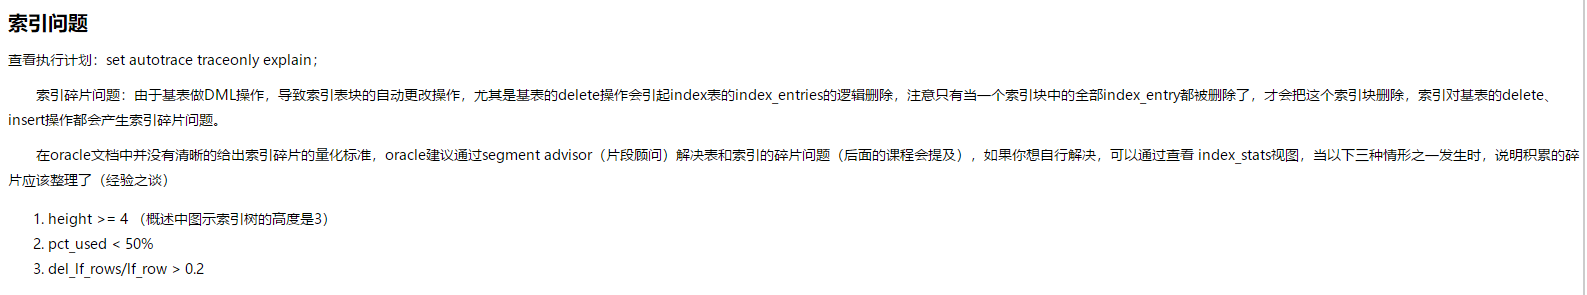 索引问题
查看执行计划：set autotrace traceonly explain；
索引碎片问题：由于基表做DML操作，导致索引表块的自动更改操作，尤其是基表的delete操作会引起index表的index_entries的逻辑删除，注意只有当一个索引块中的全部index_entry都被删除了，才会把这个索引块删除，索引对基表的delete、
insert操作都会产生索引碎片问题。
在oracle文档中并没有清晰的给出索引碎片的量化标准，oracle建议通过segment advisor（片段顾问）解决表和索引的碎片问题（后面的课程会提及），如果你想自行解决，可以通过查看 index_stats视图，当以下三种情形之一发生时，说明积累的碎
片应该整理了（经验之谈）
1. height >= 4 （概述中图示索引树的高度是3）
2. pct_used < 50%
3. del_lf_rows/lf_row > 0.2